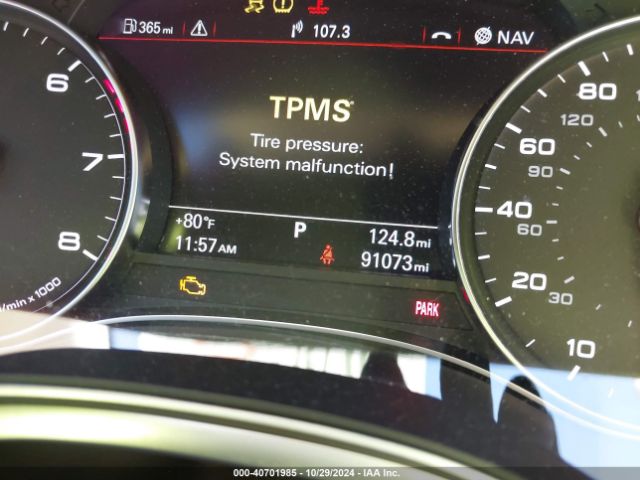 365 mi
107.3
NAV
TPMS
Tire pressure:
System malfunction!
+80°F
P
124.8 mi
11:57 AM
91073 mi
PARK
6
7
8
/min x 1000
80
120
60
90
40
60
20
30
10
000-40701985 - 10/29/2024 - IAA Inc.